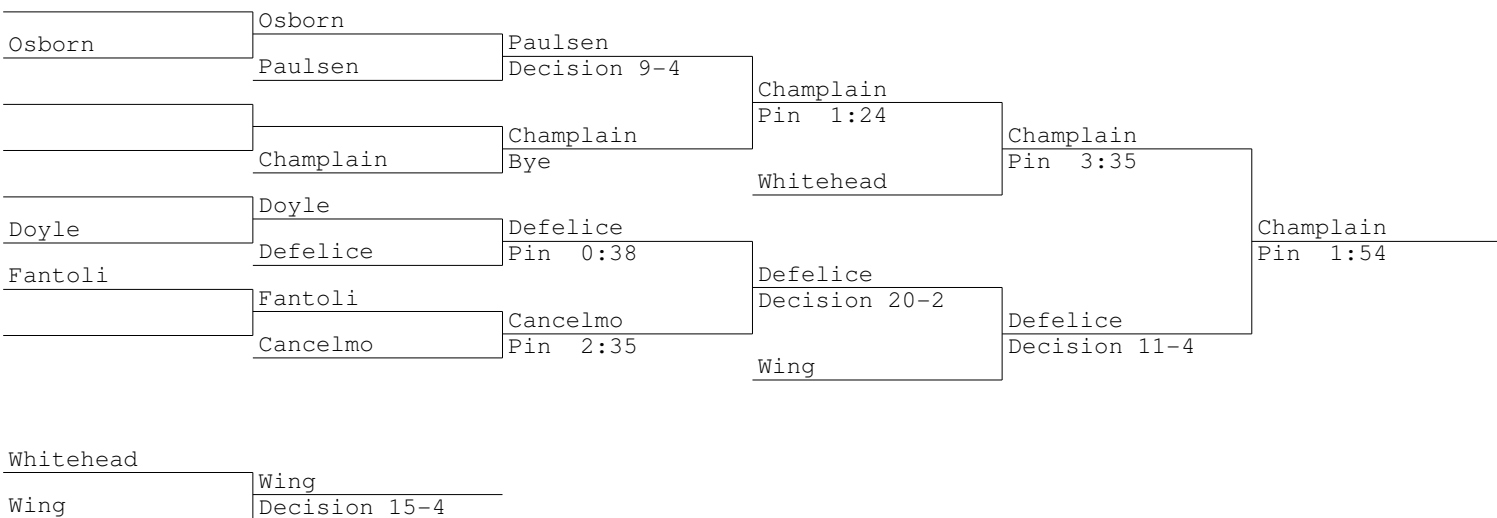 Osborn
Osborn
Paulsen
Paulsen
Decision 9-4
Champlain
Pin 1:24
Champlain
Champlain
Bye
Champlain
Pin 3:35
Whitehead
Doyle
Doyle
Defelice
Defelice
Pin 0:38
Champlain
Pin 1:54
Fantoli
Fantoli
Defelice
Decision 20-2
Cancelmo
Cancelmo
Pin 2:35
Defelice
Decision 11-4
Wing
Whitehead
Wing
Wing
Decision 15-4